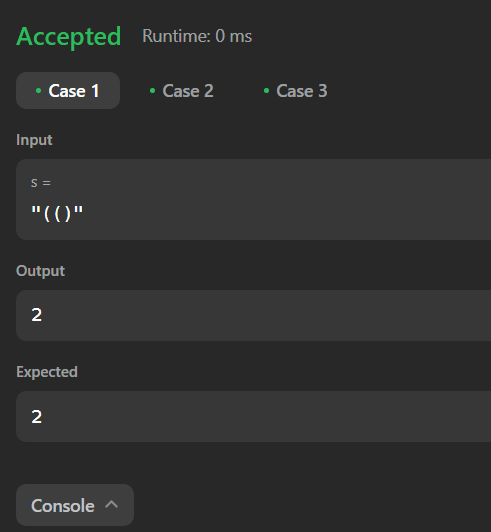 Accepted Runtime: 0 ms
Case 1 Case 2 Case 3
Input
s =
"(()"
Output
2
Expected
2
Console